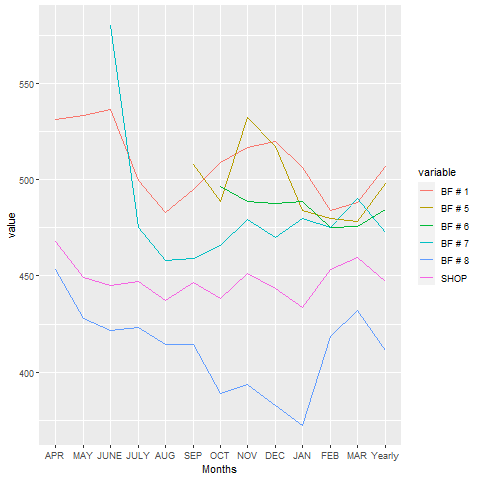 550
500
450
400
value
APR MAY JUNE JULY AUG SEP OCT NOV DEC JAN FEB MAR Yearly
Months
variable
BF # 1
BF # 5
BF # 6
BF # 7
BF # 8
SHOP